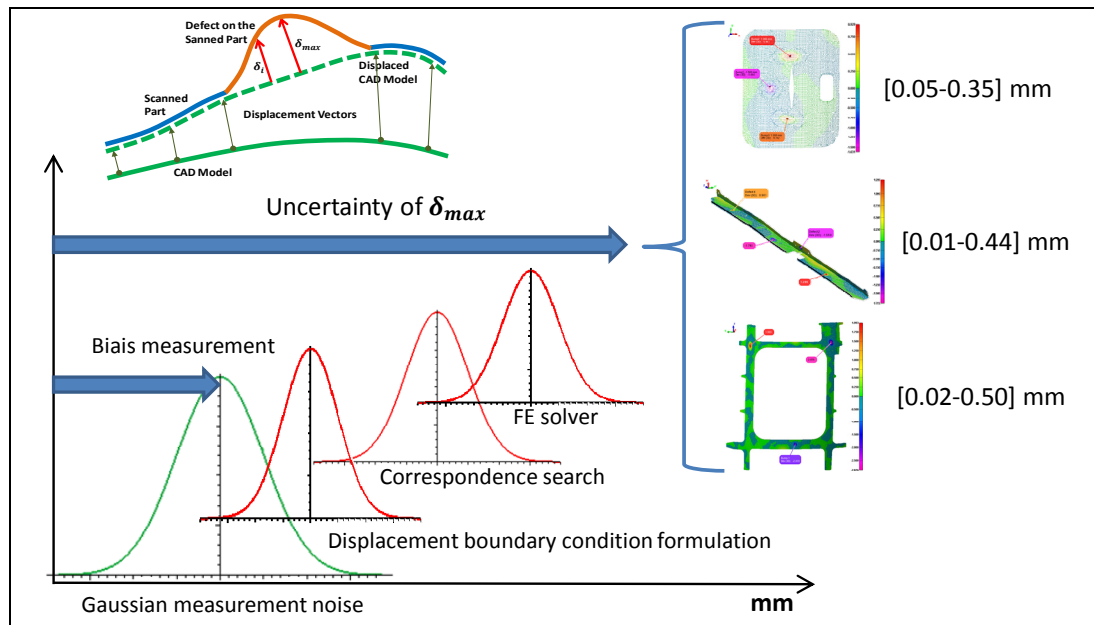 Defect on the
Sanned Part
δmax
δi
Displaced
CAD Model
Scanned
Part
Displacement Vectors
CAD Model
Uncertainty of δmax
[0.05-0.35] mm
[0.01-0.44] mm
[0.02-0.50] mm
Biais measurement
FE solver
Correspondence search
Displacement boundary condition formulation
Gaussian measurement noise
mm